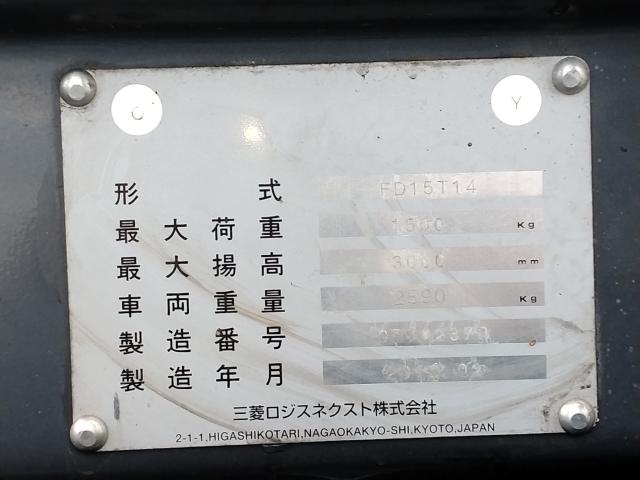 C Y
形式 FD15T14
最大荷重 1500 Kg
最大揚高 3000 mm
車両重量 2590 Kg
製造番号
製造年月
三菱ロジスネクスト株式会社
2-1-1,HIGASHIKOTARI,NAGAOKAKYO-SHI,KYOTO,JAPAN